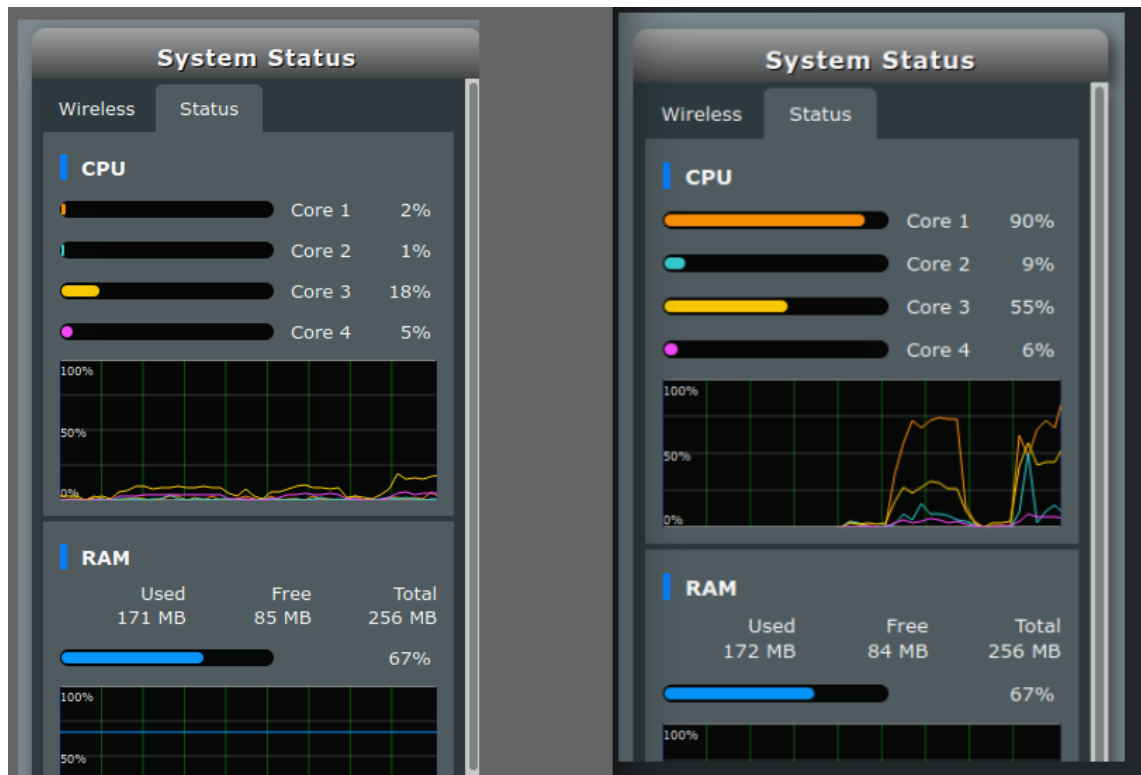 System Status
Wireless Status
CPU
Core 1 2%
Core 2 1%
Core 3 18%
Core 4 5%
100%
50%
0%
RAM
Used Free Total
171 MB 85 MB 256 MB
67%
100%
50%
System Status
Wireless Status
CPU
Core 1 90%
Core 2 9%
Core 3 55%
Core 4 6%
100%
50%
0%
RAM
Used Free Total
172 MB 84 MB 256 MB
67%
100%